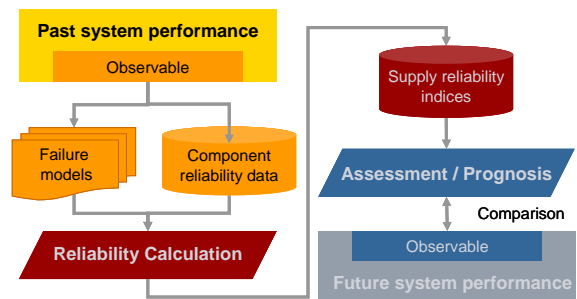 Past system performance
Observable
Failure
models
Component
reliability data
Reliability Calculation
Supply reliability
indices
Assessment / Prognosis
Comparison
Observable
Future system performance